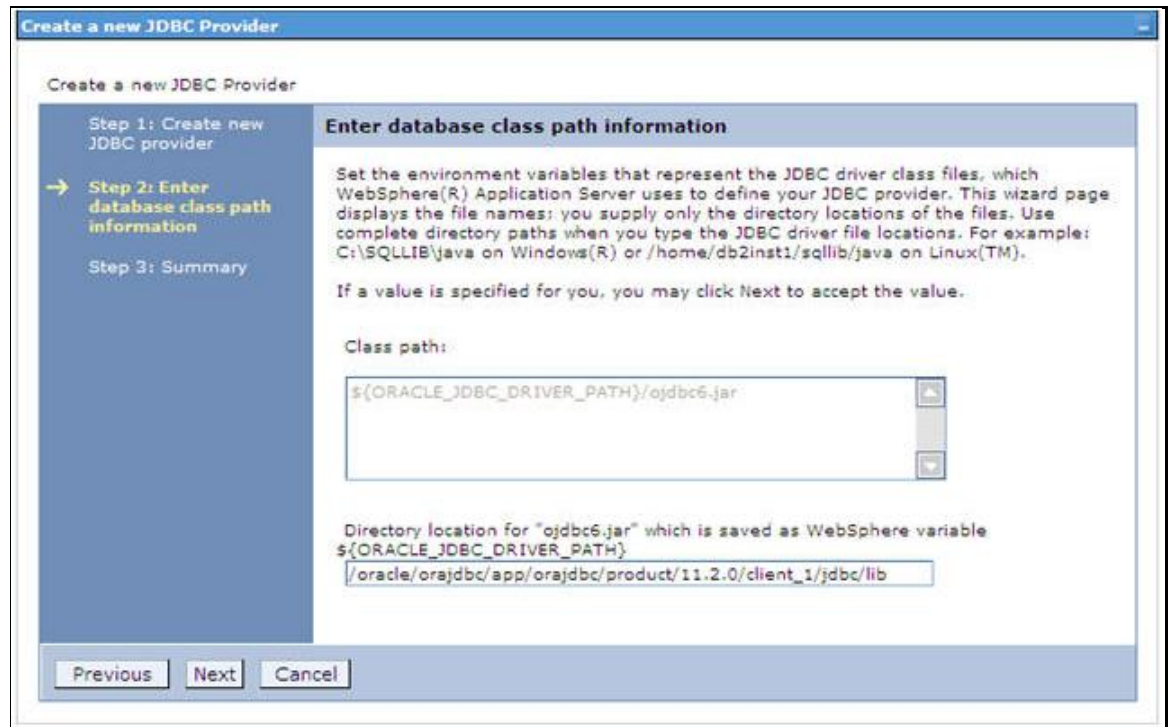 Create a new JDBC Provider
Create a new JDBC Provider
Step 1: Create new
JDBC provider
Step 2: Enter
database class path
information
Step 3: Summary
Enter database class path information
Set the environment variables that represent the JDBC driver class files, which
WebSphere(R) Application Server uses to define your JDBC provider. This wizard page
displays the file names; you supply only the directory locations of the files. Use
complete directory paths when you type the JDBC driver file locations. For example:
C:\SQLLIB\java on Windows(R) or /home/db2inst1/sqllib/java on Linux(TM).
If a value is specified for you, you may click Next to accept the value.
Class path:
${ORACLE_JDBC_DRIVER_PATH}/ojdbc6.jar
Directory location for "ojdbc6.jar" which is saved as WebSphere variable
${ORACLE_JDBC_DRIVER_PATH}
/oracle/orajdbc/app/orajdbc/product/11.2.0/client_1/jdbc/lib
Previous Next Cancel